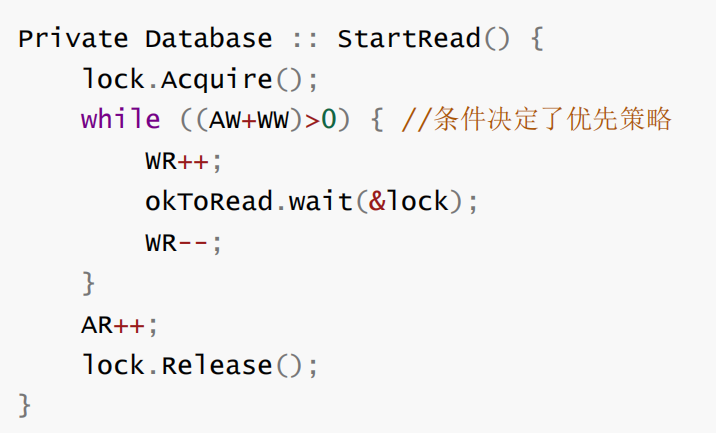 Private Database :: StartRead() {
    lock.Acquire();
    while ((AW+WW)>0) { //条件决定了优先策略
        WR++;
        okToRead.wait(&lock);
        WR--;
    }
    AR++;
    lock.Release();
}